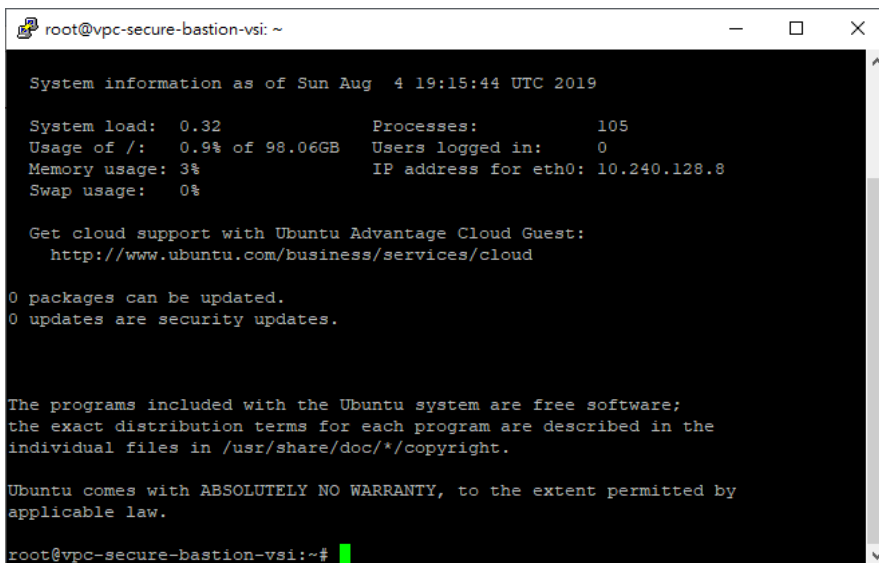 root@vpc-secure-bastion-vsi: ~
System information as of Sun Aug  4 19:15:44 UTC 2019
System load:  0.32                Processes:           105
Usage of /:   0.9% of 98.06GB   Users logged in:     0
Memory usage: 3%                  IP address for eth0: 10.240.128.8
Swap usage:   0%
Get cloud support with Ubuntu Advantage Cloud Guest:
http://www.ubuntu.com/business/services/cloud
0 packages can be updated.
0 updates are security updates.
The programs included with the Ubuntu system are free software;
the exact distribution terms for each program are described in the
individual files in /usr/share/doc/*/copyright.
Ubuntu comes with ABSOLUTELY NO WARRANTY, to the extent permitted by
applicable law.
root@vpc-secure-bastion-vsi:~#